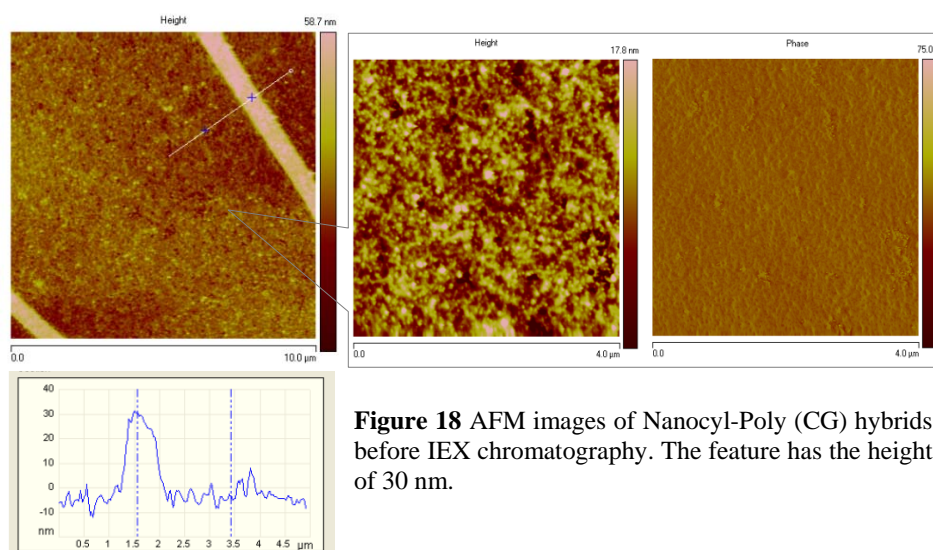 Height
58.7 nm
0.0
10.0 µm
Height
17.8 nm
0.0
4.0 µm
Phase
75.0
0.0
4.0 µm
40
30
20
10
0
-10
nm
0.5 1 1.5 2 2.5 3 3.5 4 4.5 µm
Figure 18 AFM images of Nanocyl-Poly (CG) hybrids
before IEX chromatography. The feature has the height
of 30 nm.